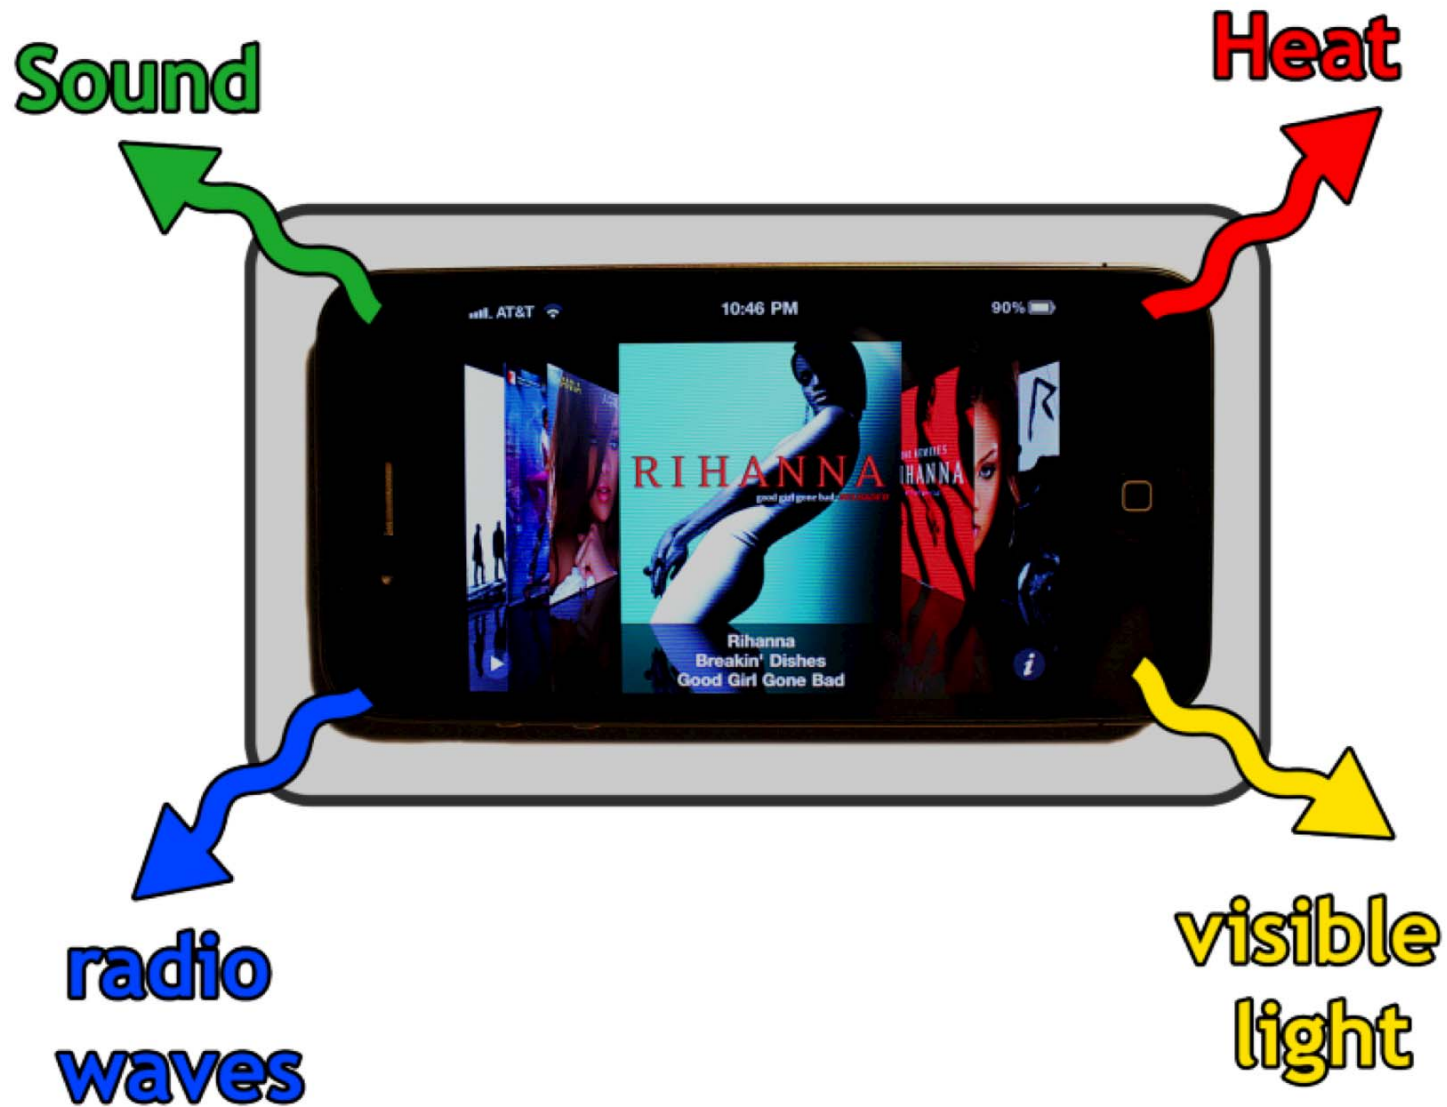 Sound
Heat
AT&T
10:46 PM
90%
RIHANNA
good girl gone bad:
HANNA
R
Rihanna
Breakin' Dishes
Good Girl Gone Bad
i
radio
waves
visible
light